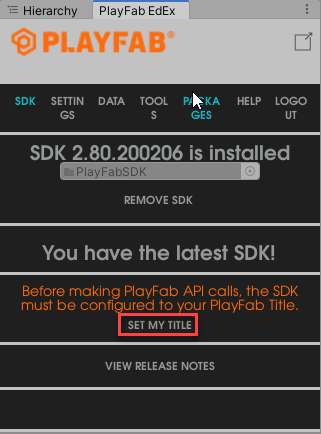 Hierarchy PlayFab EdEx
PLAYFAB®
SDK SETTIN DATA TOOL PACKA HELP LOGO
GS S GES UT
SDK 2.80.200206 is installed
PlayFabSDK
REMOVE SDK
You have the latest SDK!
Before making PlayFab API calls, the SDK
must be configured to your PlayFab Title.
SET MY TITLE
VIEW RELEASE NOTES